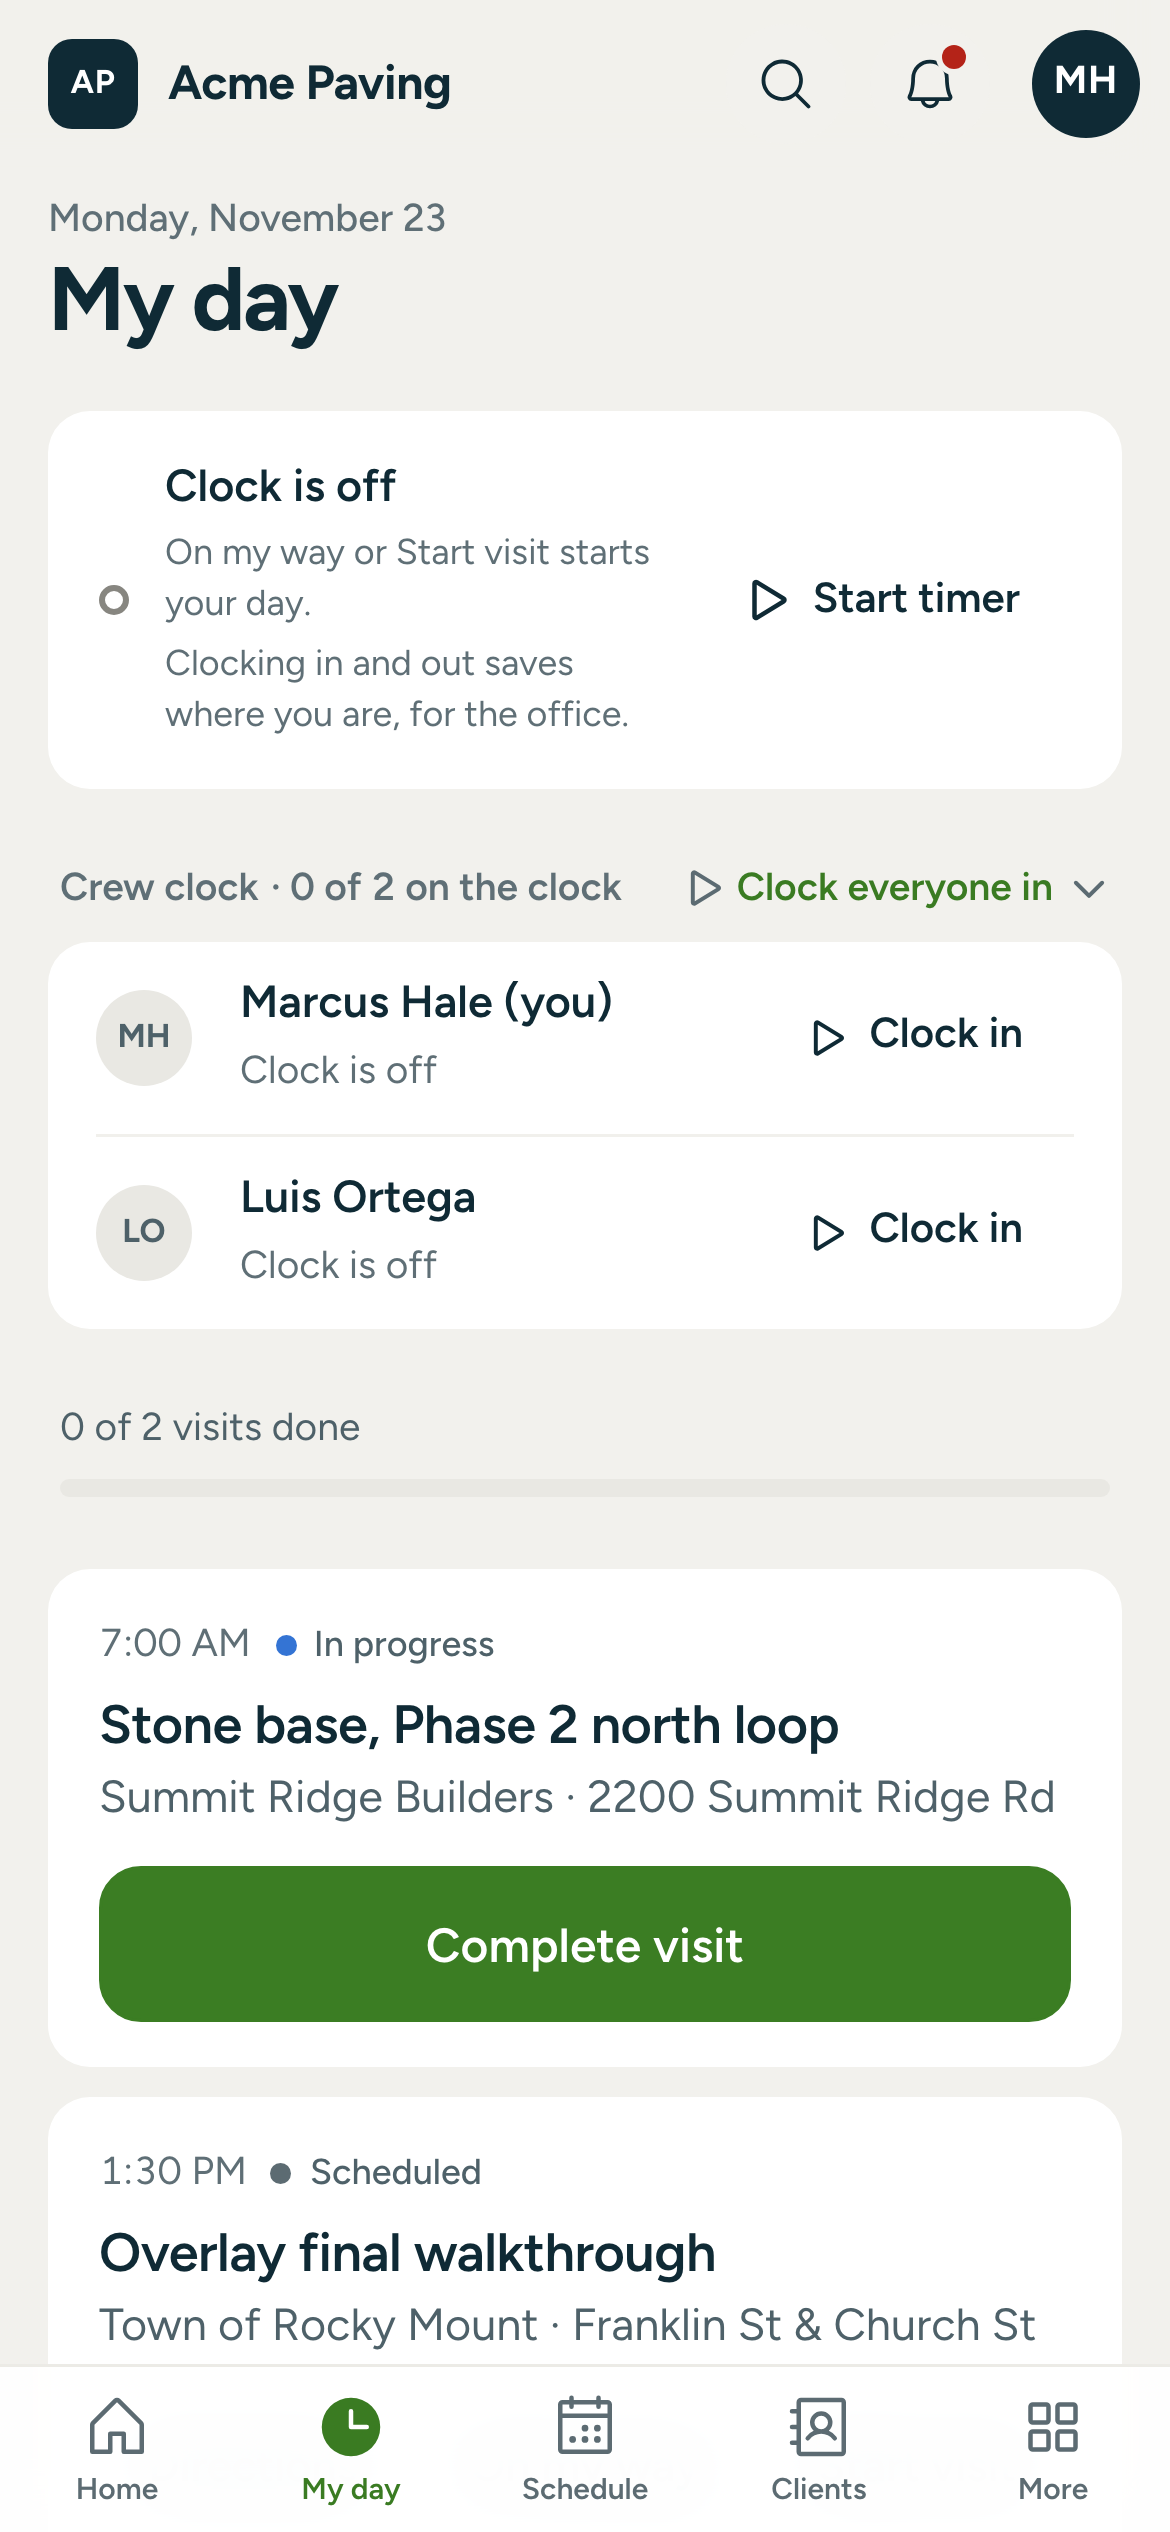 AP
Acme Paving
MH
Monday, November 23
My day
Clock is off
On my way or Start visit starts
your day.
Clocking in and out saves
where you are, for the office.
Start timer
Crew clock · 0 of 2 on the clock
Clock everyone in
MH
Marcus Hale (you)
Clock is off
Clock in
LO
Luis Ortega
Clock is off
Clock in
0 of 2 visits done
7:00 AM
In progress
Stone base, Phase 2 north loop
Summit Ridge Builders · 2200 Summit Ridge Rd
Complete visit
1:30 PM
Scheduled
Overlay final walkthrough
Town of Rocky Mount · Franklin St & Church St
Home
My day
Schedule
Clients
More